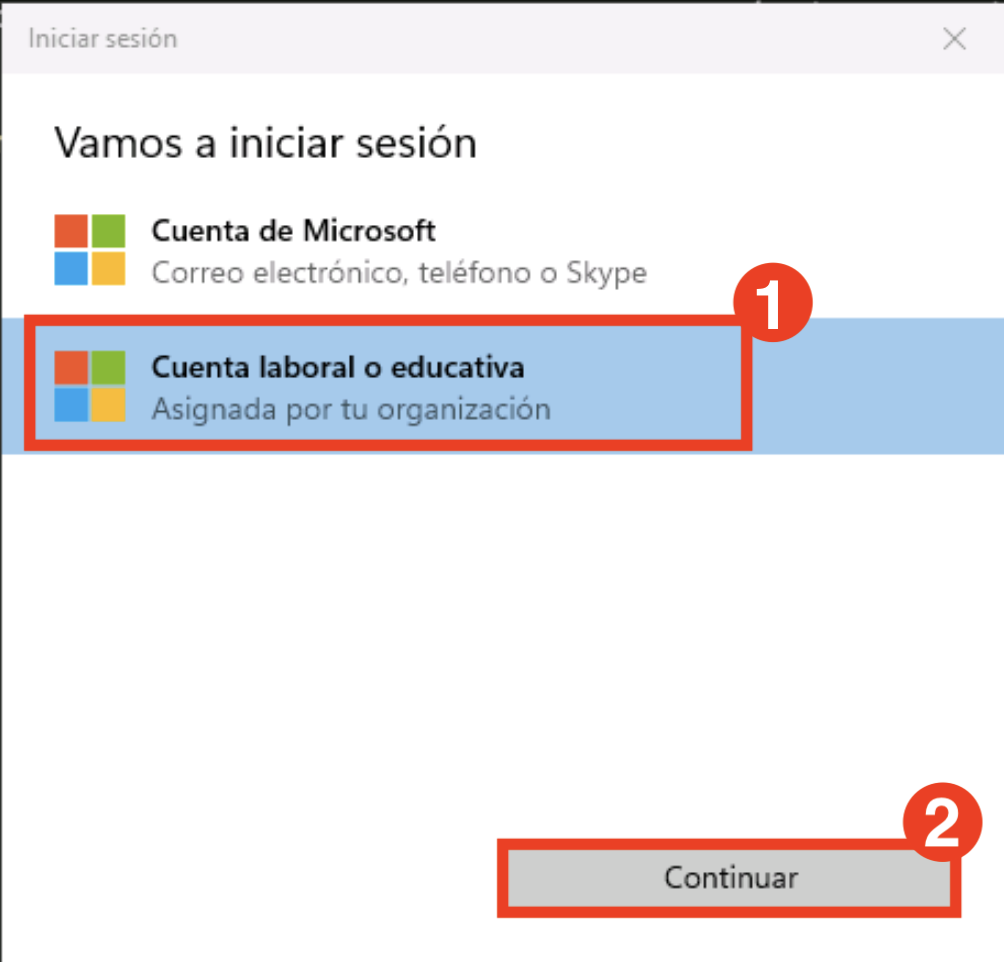 Iniciar sesión
Vamos a iniciar sesión
Cuenta de Microsoft
Correo electrónico, teléfono o Skype
1
Cuenta laboral o educativa
Asignada por tu organización
2
Continuar